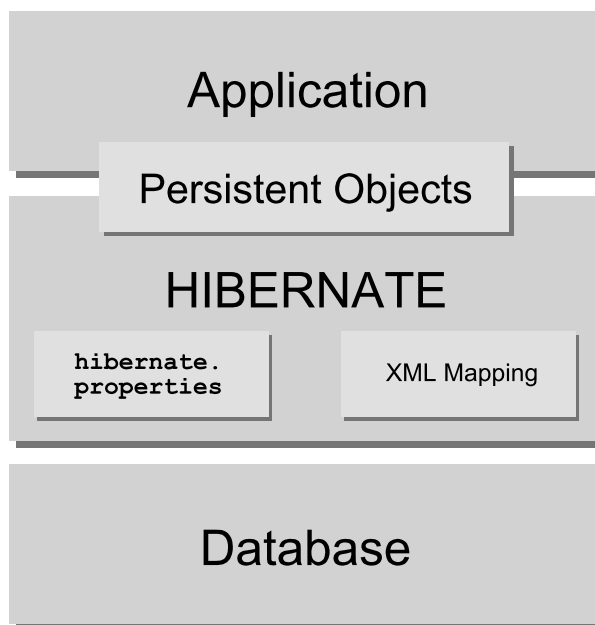 Application
Persistent Objects
HIBERNATE
hibernate.
properties
XML Mapping
Database